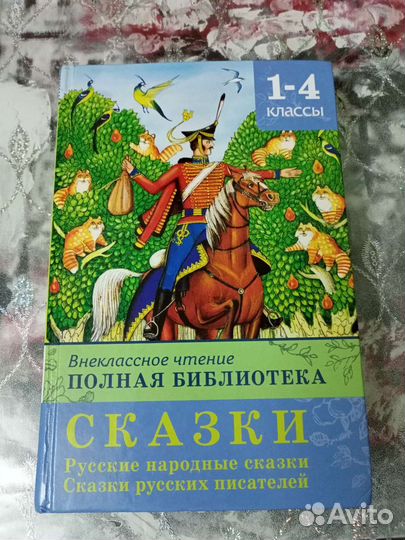 1-4
классы
Внеклассное чтение
ПОЛНАЯ БИБЛИОТЕКА
СКАЗКИ
Русские народные сказки
Сказки русских писателей
Avito